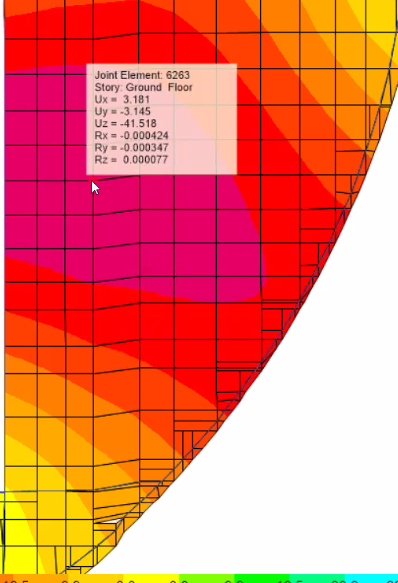 Joint Element: 6263
Story: Ground Floor
Ux = 3.181
Uy = -3.145
Uz = -41.518
Rx = -0.000424
Ry = -0.000347
Rz = 0.000077